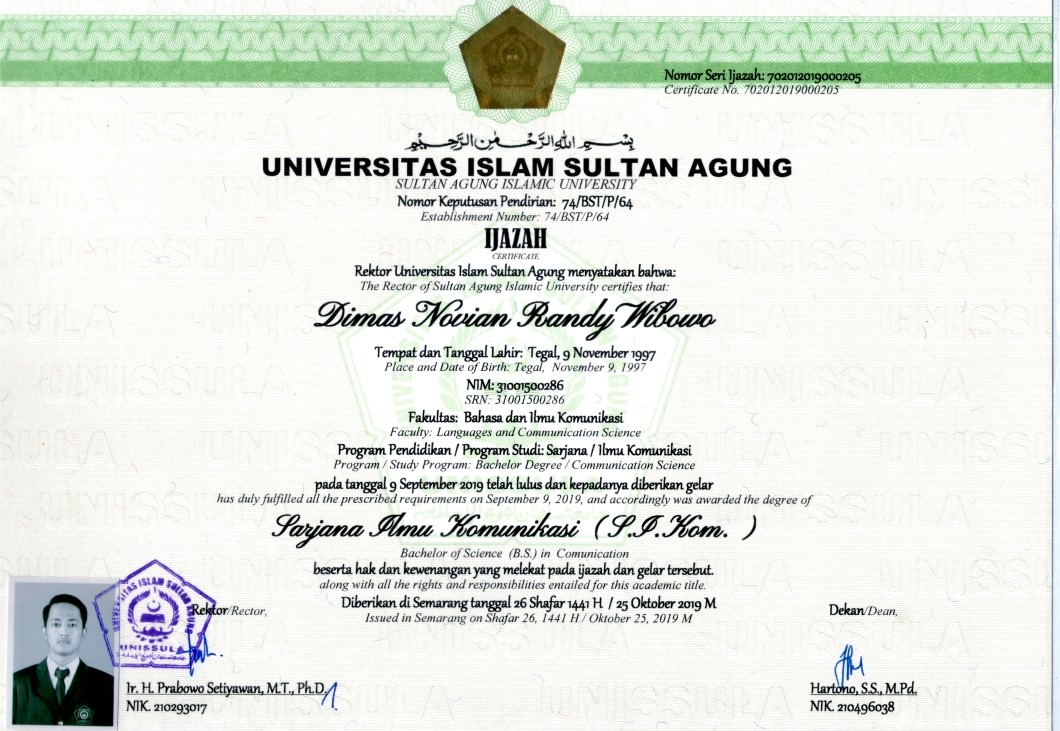 Nomor Seri Ijazah: 702012019000205
Certificate No. 702012019000205
بسم الله الرحمن الرحيم
UNIVERSITAS ISLAM SULTAN AGUNG
SULTAN AGUNG ISLAMIC UNIVERSITY
Nomor Keputusan Pendirian: 74/BST/P/64
Establishment Number: 74/BST/P/64
IJAZAH
CERTIFICATE
Rektor Universitas Islam Sultan Agung menyatakan bahwa:
The Rector of Sultan Agung Islamic University certifies that:
Dimas Novian Randy Wibowo
Tempat dan Tanggal Lahir: Tegal, 9 November 1997
Place and Date of Birth: Tegal, November 9, 1997
NIM: 31001500286
SRN: 31001500286
Fakultas: Bahasa dan Ilmu Komunikasi
Faculty: Languages and Communication Science
Program Pendidikan / Program Studi: Sarjana / Ilmu Komunikasi
Program / Study Program: Bachelor Degree / Communication Science
pada tanggal 9 September 2019 telah lulus dan kepadanya diberikan gelar
has duly fulfilled all the prescribed requirements on September 9, 2019, and accordingly was awarded the degree of
Sarjana Ilmu Komunikasi ( S.I.Kom. )
Bachelor of Science (B.S.) in Comunication
beserta hak dan kewenangan yang melekat pada ijazah dan gelar tersebut.
along with all the rights and responsibilities entailed for this academic title.
Diberikan di Semarang tanggal 26 Shafar 1441 H / 25 Oktober 2019 M
Issued in Semarang on Shafar 26, 1441 H / Oktober 25, 2019 M
Rektor/Rector,
Dekan/Dean,
UNIVERSITAS ISLAM SULTAN AGUNG
UNISSULA
Ir. H. Prabowo Setiyawan, M.T., Ph.D.
NIK. 210293017
Hartono, S.S., M.Pd.
NIK. 210496038